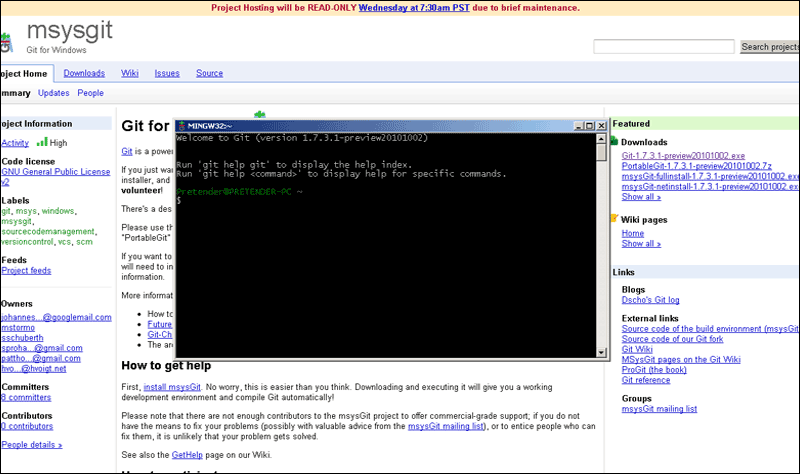 Project Hosting will be READ-ONLY Wednesday at 7:30am PST due to brief maintenance.
msysgit
Git for Windows
Search projects
roject Home Downloads Wiki Issues Source
mmary Updates People
oject Information
Activity High
Code license
GNU General Public License
v2
Labels
git, msys, windows,
msysgit,
sourcecodemanagement,
versioncontrol, vcs, scm
Feeds
Project feeds
Owners
johannes...@googlemail.com
mstormo
sschuberth
sproha...@gmail.com
pattho...@gmail.com
hvo...@hvoigt.net
Committers
8 committers
Contributors
0 contributors
People details »
Git for
Git is a powe
If you just wan
installer, and
volunteer!
There's a des
Please use th
"PortableGit"
If you want to
will need to in
information.
More informat
How to
Future
Git-Ch
The are
MINGW32:~
Welcome to Git (version 1.7.3.1-preview20101002)
Run 'git help git' to display the help index.
Run 'git help <command>' to display help for specific commands.
Pretender@PRETENDER-PC ~
$
How to get help
First, install msysGit. No worry, this is easier than you think. Downloading and executing it will give you a working
development environment and compile Git automatically!
Please note that there are not enough contributors to the msysGit project to offer commercial-grade support; if you do not
have the means to fix your problems (possibly with valuable advice from the msysGit mailing list), or to entice people who can
fix them, it is unlikely that your problem gets solved.
See also the GetHelp page on our Wiki.
Featured
Downloads
Git-1.7.3.1-preview20101002.exe
PortableGit-1.7.3.1-preview20101002.7z
msysGit-fullinstall-1.7.3.1-preview201
msysGit-netinstall-1.7.3.1-preview201
Show all »
Wiki pages
Home
Show all »
Links
Blogs
Dscho's Git log
External links
Source code of the build environment (msysGit
Source code of our Git fork
Git Wiki
MSysGit pages on the Git Wiki
ProGit (the book)
Git reference
Groups
msysGit mailing list